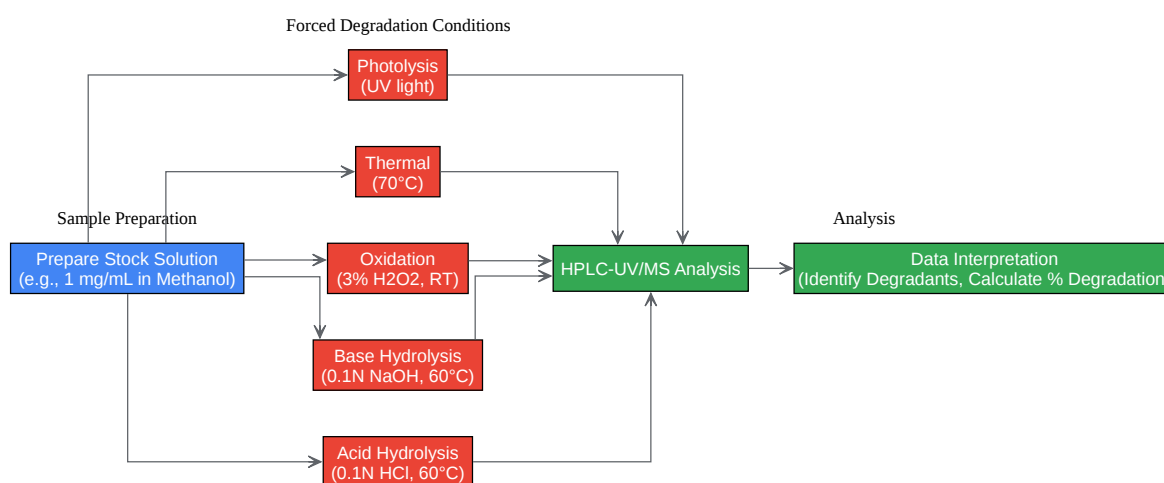 Forced Degradation Conditions
Photolysis
(UV light)
Thermal
(70°C)
Sample Preparation
Analysis
Prepare Stock Solution
(e.g., 1 mg/mL in Methanol)
Oxidation
(3% H2O2, RT)
HPLC-UV/MS Analysis
Data Interpretation
(Identify Degradants, Calculate % Degradation
Base Hydrolysis
(0.1N NaOH, 60°C)
Acid Hydrolysis
(0.1N HCl, 60°C)